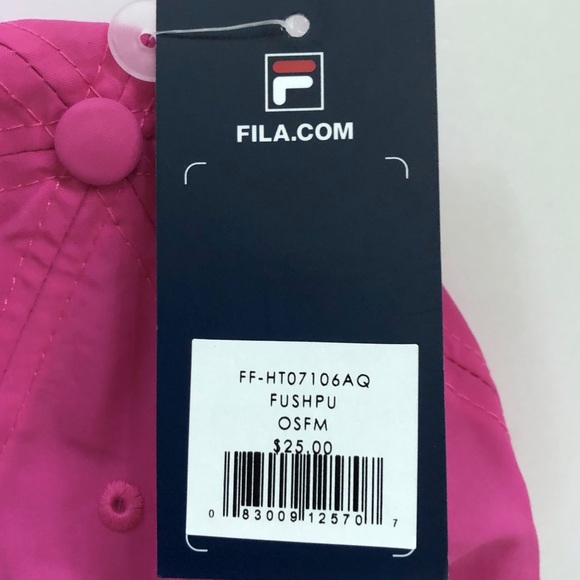 FILA.COM
FF-HT07106AQ
FUSHPU
OSFM
$25.00
0 83009 12570 7